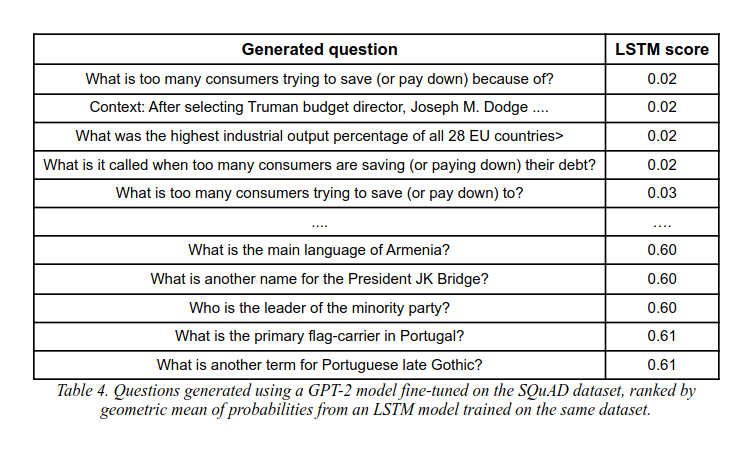 Generated question LSTM score
What is too many consumers trying to save (or pay down) because of? 0.02
Context: After selecting Truman budget director, Joseph M. Dodge .... 0.02
What was the highest industrial output percentage of all 28 EU countries> 0.02
What is it called when too many consumers are saving (or paying down) their debt? 0.02
What is too many consumers trying to save (or pay down) to? 0.03
.... ....
What is the main language of Armenia? 0.60
What is another name for the President JK Bridge? 0.60
Who is the leader of the minority party? 0.60
What is the primary flag-carrier in Portugal? 0.61
What is another term for Portuguese late Gothic? 0.61
Table 4. Questions generated using a GPT-2 model fine-tuned on the SQuAD dataset, ranked by
geometric mean of probabilities from an LSTM model trained on the same dataset.